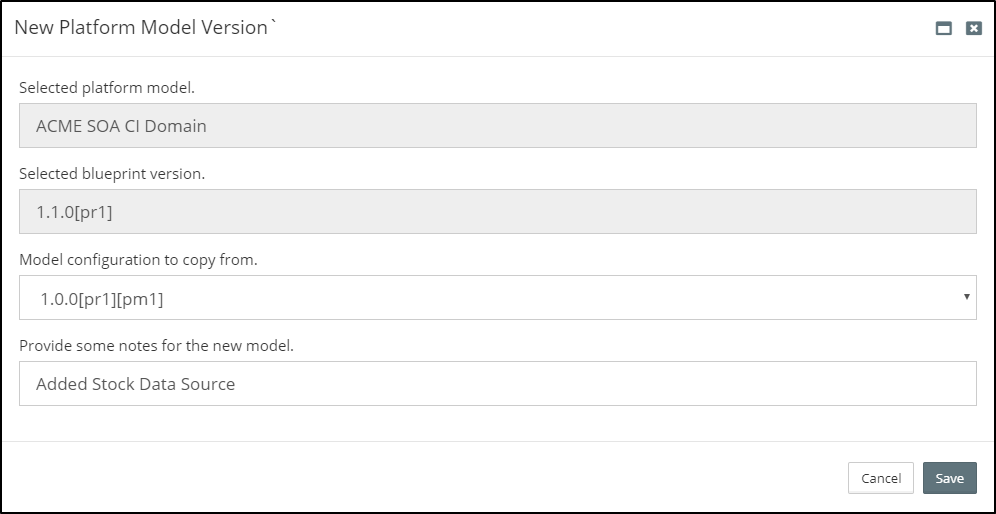 New Platform Model Version`
Selected platform model.
ACME SOA CI Domain
Selected blueprint version.
1.1.0[pr1]
Model configuration to copy from.
1.0.0[pr1][pm1]
Provide some notes for the new model.
Added Stock Data Source
Cancel Save